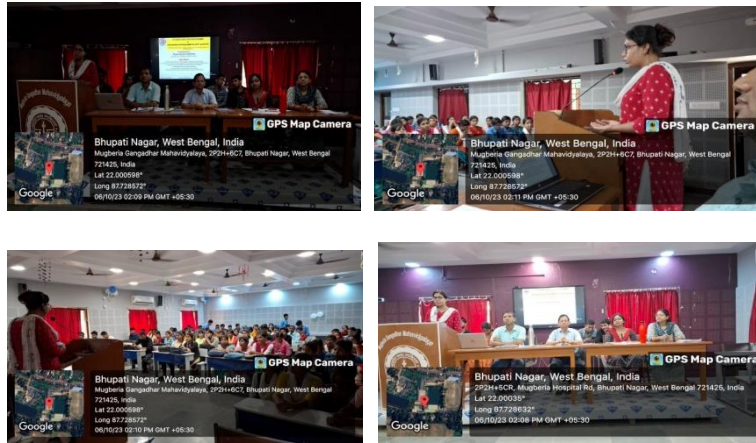 GPS Map Camera
Bhupati Nagar, West Bengal, India
Mugberia Gangadhar Mahavidyalaya, 2P2H+6C7, Bhupati Nagar, West Bengal
721425, India
Lat 22.000598°
Long 87.728572°
06/10/23 02:09 PM GMT +05:30
Google
GPS Map Camera
Bhupati Nagar, West Bengal, India
Mugberia Gangadhar Mahavidyalaya, 2P2H+6C7, Bhupati Nagar, West Bengal
721425, India
Lat 22.000598°
Long 87.728572°
06/10/23 02:11 PM GMT +05:30
Google
GPS Map Camera
Bhupati Nagar, West Bengal, India
Mugberia Gangadhar Mahavidyalaya, 2P2H+6C7, Bhupati Nagar, West Bengal
721425, India
Lat 22.000598°
Long 87.728572°
06/10/23 02:10 PM GMT +05:30
Google
GPS Map Camera
Bhupati Nagar, West Bengal, India
2P2H+5CR, Mugberia Hospital Rd, Bhupati Nagar, West Bengal 721425, India
Lat 22.00035°
Long 87.728632°
06/10/23 02:08 PM GMT +05:30
Google